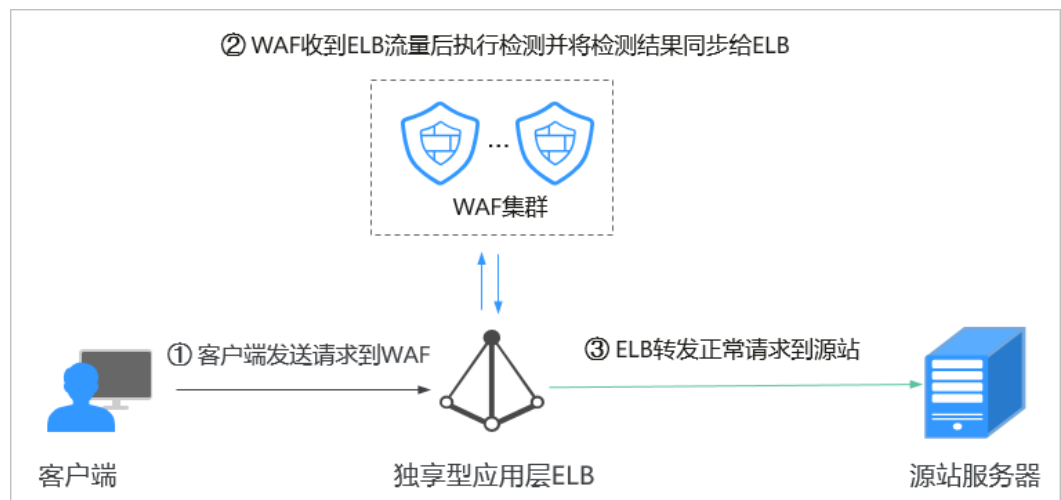 ② WAF收到ELB流量后执行检测并将检测结果同步给ELB
...
WAF集群
① 客户端发送请求到WAF
③ ELB转发正常请求到源站
客户端
独享型应用层ELB
源站服务器